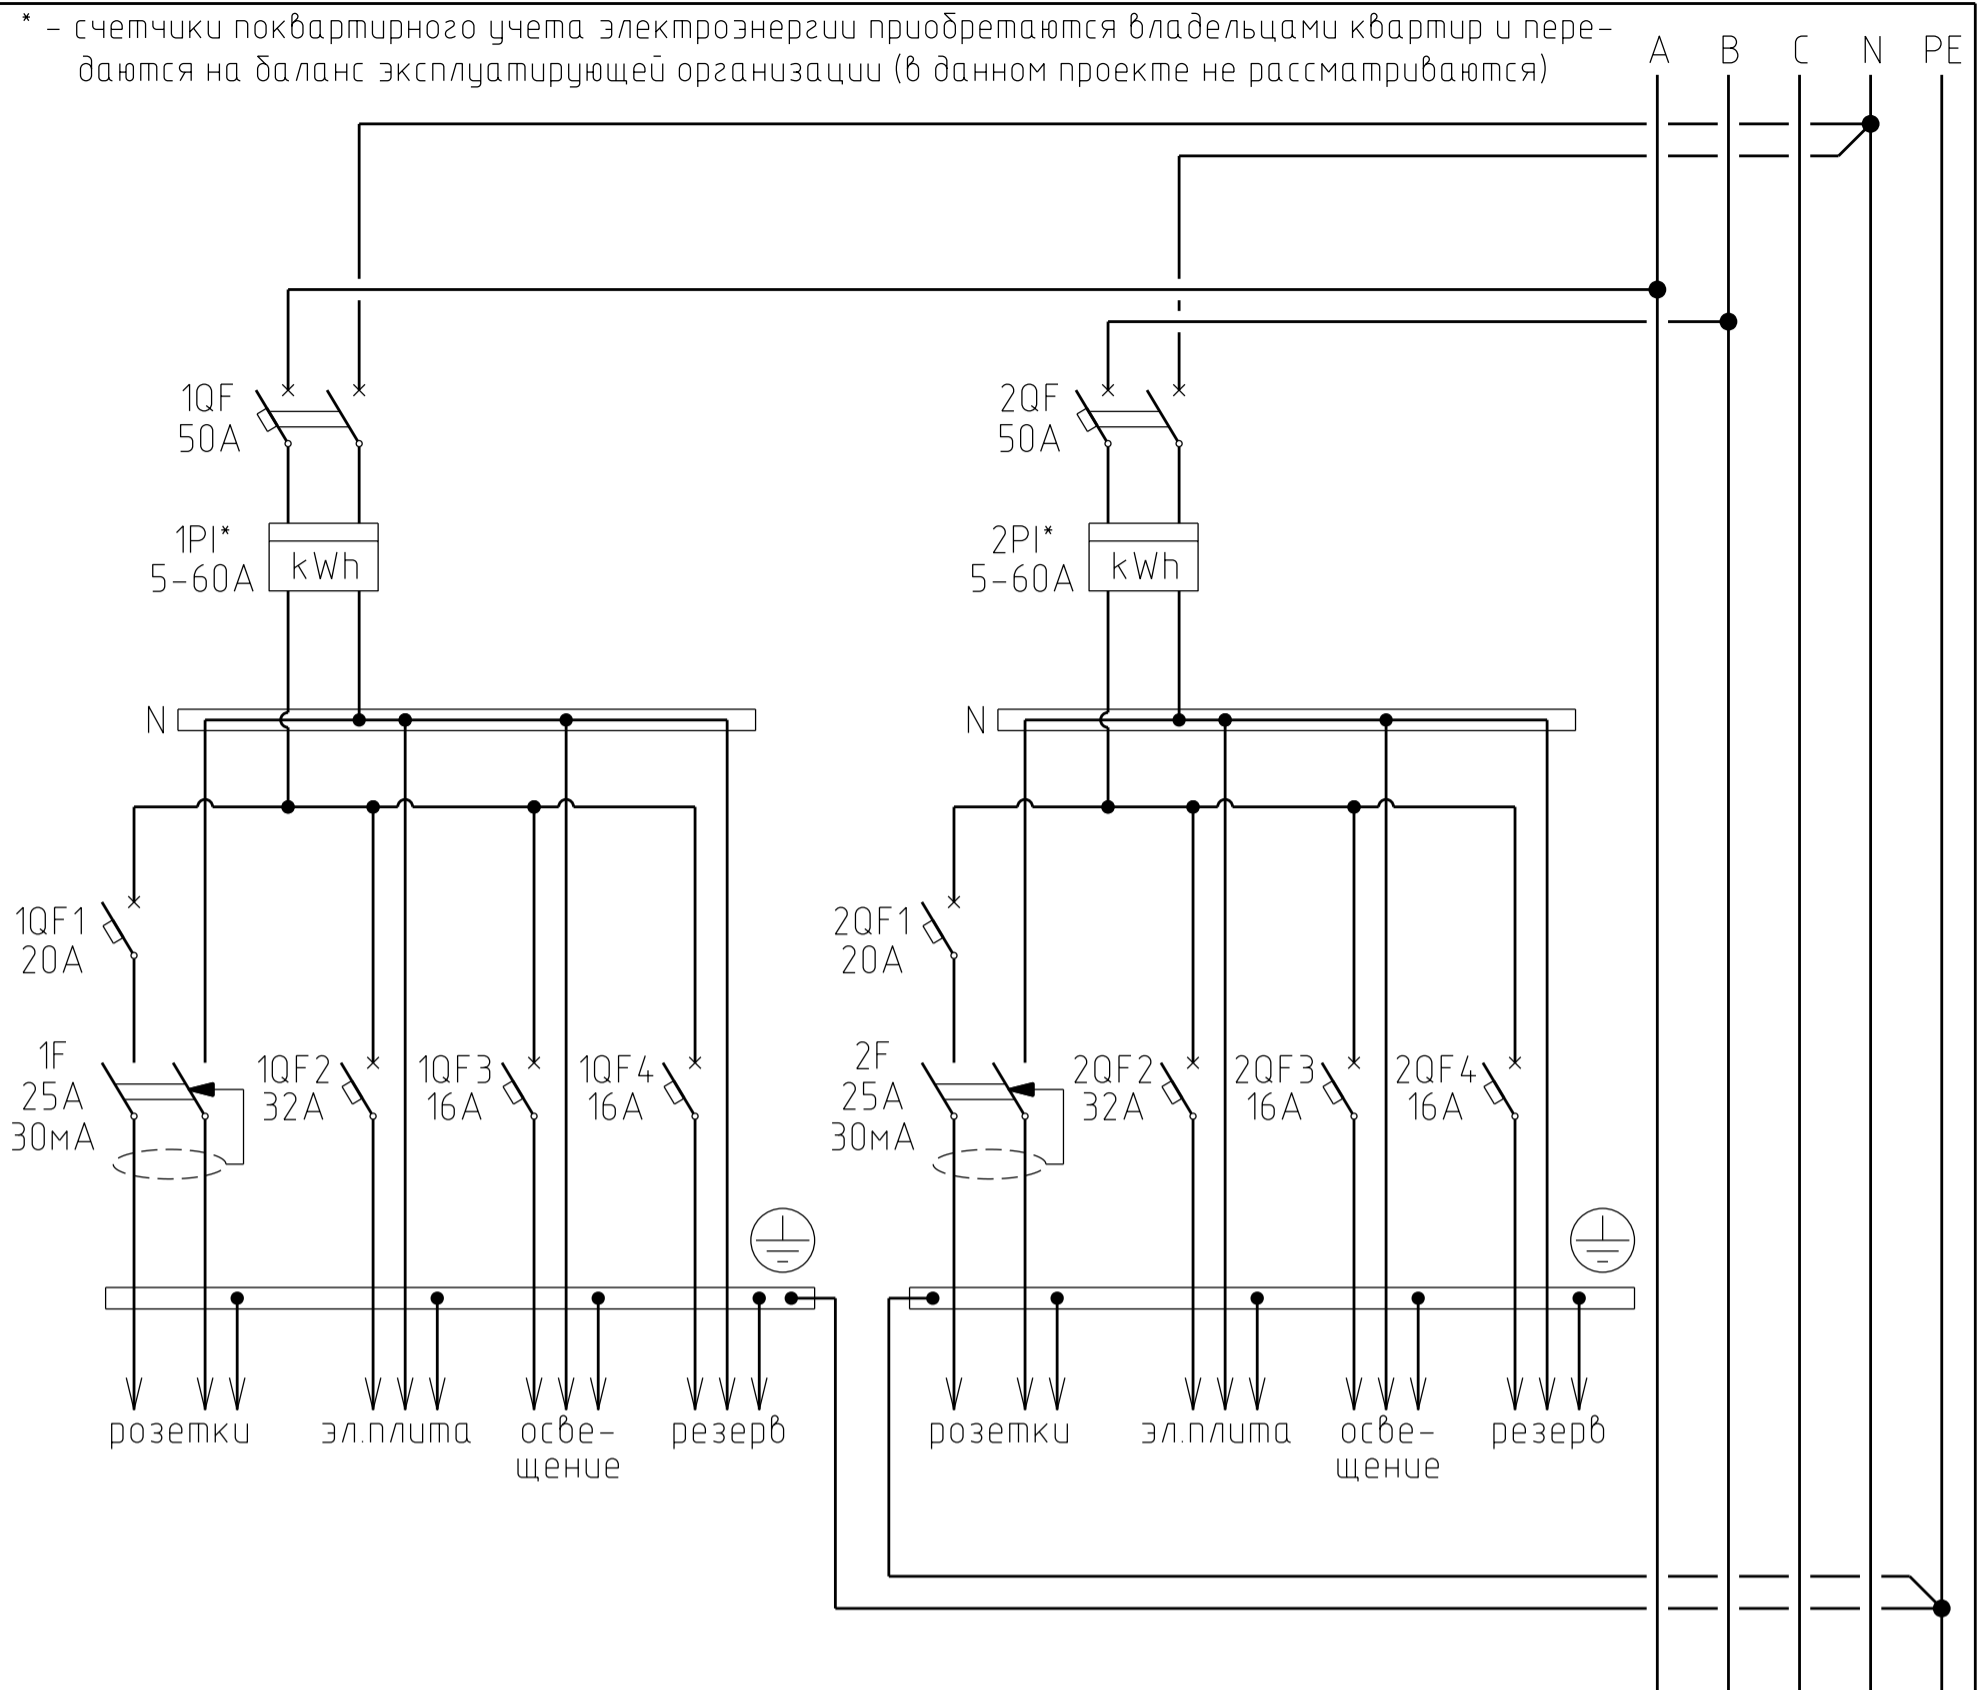 * - счетчики поквартирного учета электроэнергии приобретаются владельцами квартир и пере-
даются на баланс эксплуатирующей организации (в данном проекте не рассматриваются)
A B C N PE
1QF
50A
2QF
50A
1PI*
5-60A
kWh
2PI*
5-60A
kWh
N
N
1QF1
20A
2QF1
20A
1F
25A
30мА
1QF2
32A
1QF3
16A
1QF4
16A
2F
25A
30мА
2QF2
32A
2QF3
16A
2QF4
16A
розетки
эл.плита
осве-
щение
резерв
розетки
эл.плита
осве-
щение
резерв